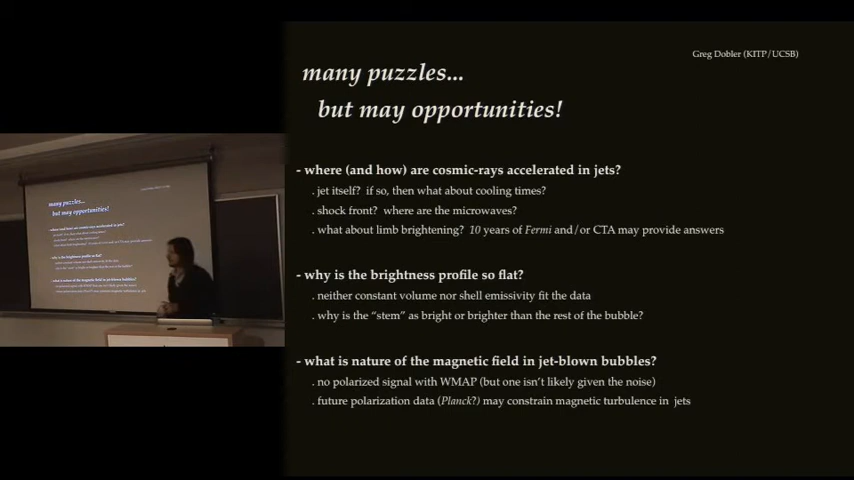 Greg Dobler (KITP/UCSB)
many puzzles...
but may opportunities!
- where (and how) are cosmic-rays accelerated in jets?
. jet itself? if so, then what about cooling times?
. shock front? where are the microwaves?
. what about limb brightening? 10 years of Fermi and/or CTA may provide answers
- why is the brightness profile so flat?
. neither constant volume nor shell emissivity fit the data
. why is the "stem" as bright or brighter than the rest of the bubble?
- what is nature of the magnetic field in jet-blown bubbles?
. no polarized signal with WMAP (but one isn't likely given the noise)
. future polarization data (Planck?) may constrain magnetic turbulence in jets
many puzzles...
but may opportunities!